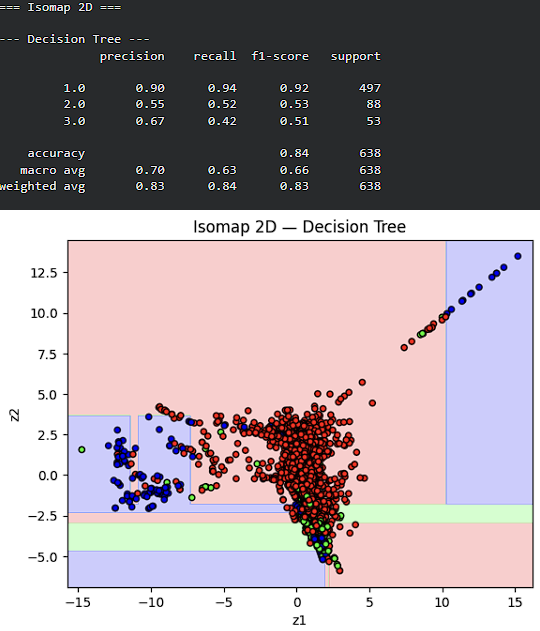 === Isomap 2D ===
--- Decision Tree ---
precision recall f1-score support
1.0 0.90 0.94 0.92 497
2.0 0.55 0.52 0.53 88
3.0 0.67 0.42 0.51 53
accuracy 0.84 638
macro avg 0.70 0.63 0.66 638
weighted avg 0.83 0.84 0.83 638
Isomap 2D — Decision Tree
12.5
10.0
7.5
5.0
z2
2.5
0.0
−2.5
−5.0
−15 −10 −5 0 5 10 15
z1